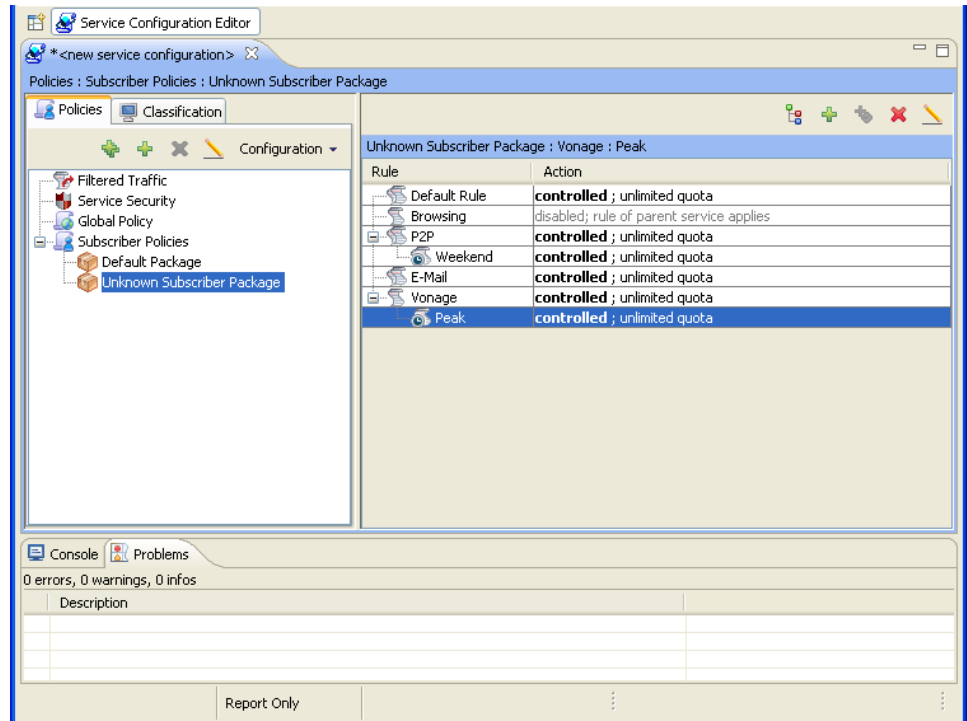 Service Configuration Editor
*<new service configuration>
Policies : Subscriber Policies : Unknown Subscriber Package
Policies
Classification
Configuration
Filtered Traffic
Service Security
Global Policy
Subscriber Policies
Default Package
Unknown Subscriber Package
Unknown Subscriber Package : Vonage : Peak
Rule Action
Default Rule controlled ; unlimited quota
Browsing disabled; rule of parent service applies
P2P controlled ; unlimited quota
Weekend controlled ; unlimited quota
E-Mail controlled ; unlimited quota
Vonage controlled ; unlimited quota
Peak controlled ; unlimited quota
Console Problems
0 errors, 0 warnings, 0 infos
Description
Report Only